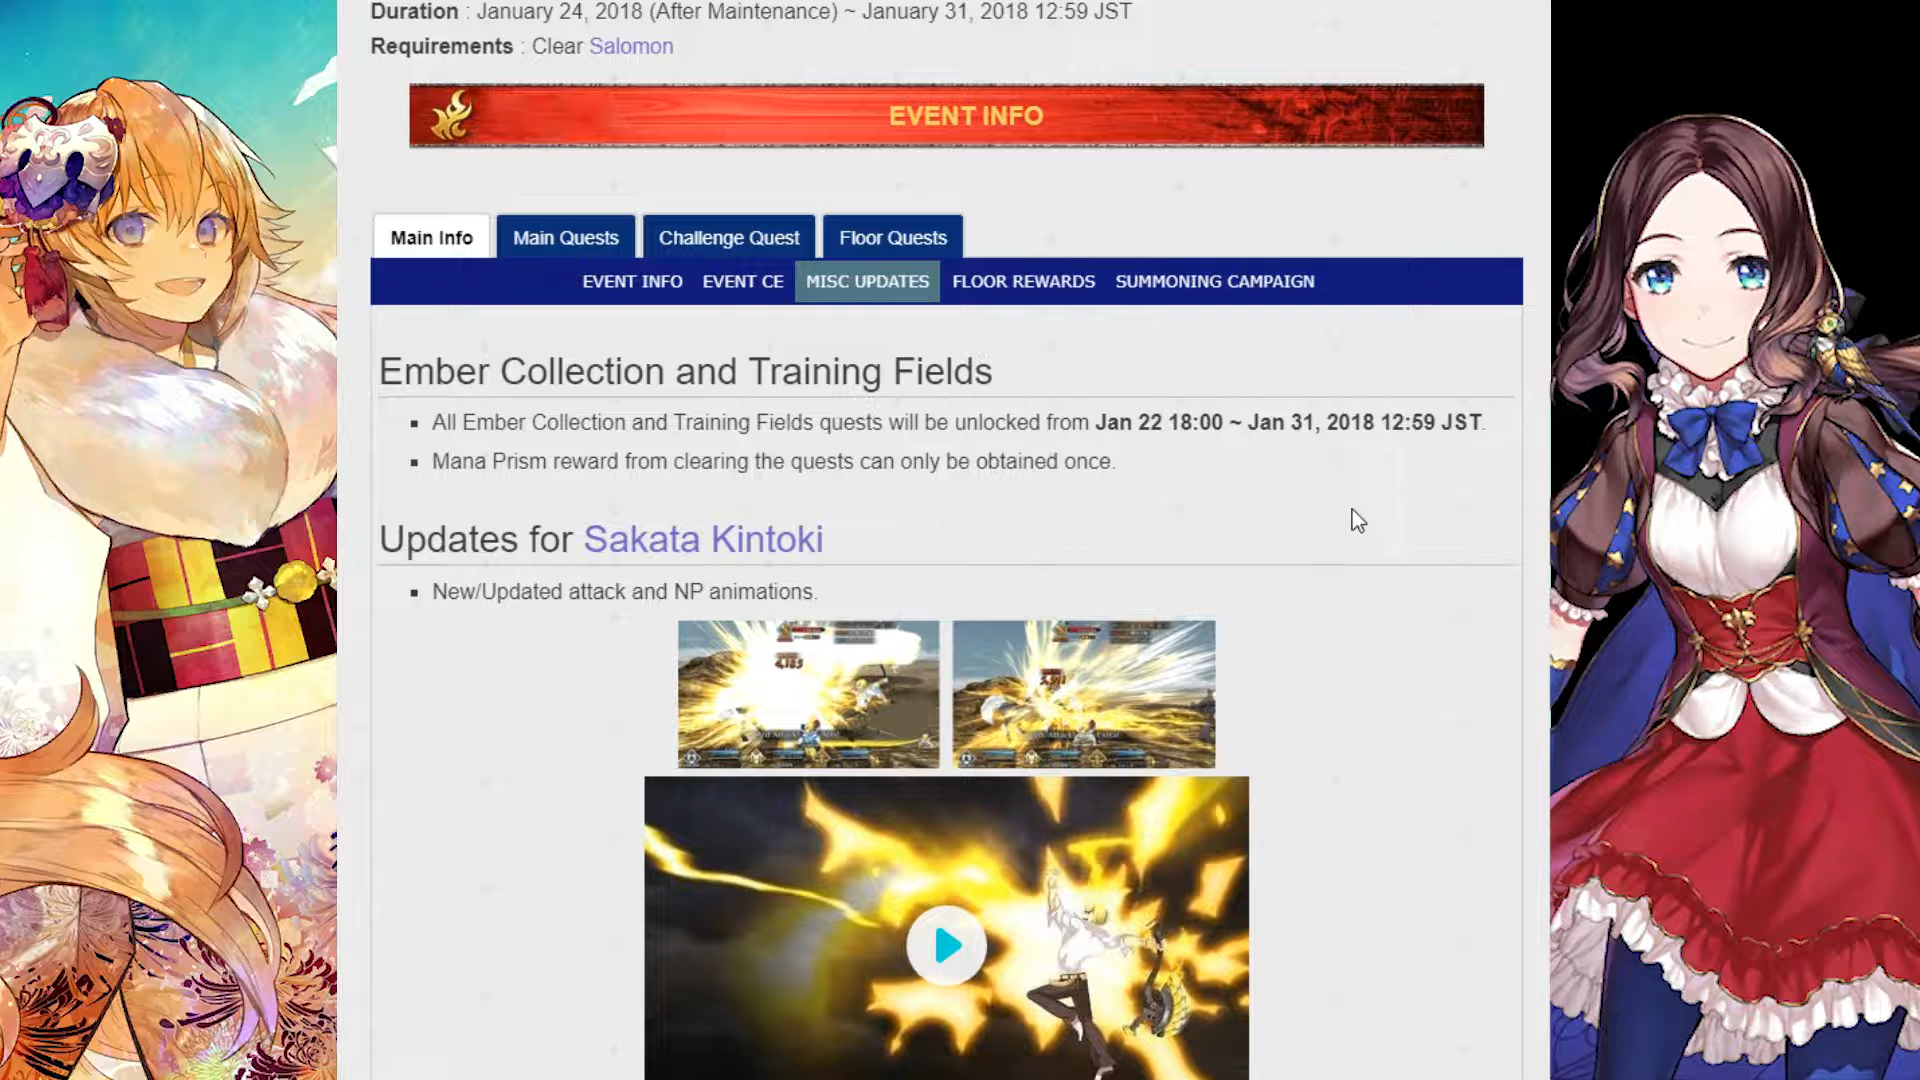 Duration : January 24, 2018 (After Maintenance) ~ January 31, 2018 12:59 JST
Requirements : Clear Salomon
EVENT INFO
Main Info Main Quests Challenge Quest Floor Quests
EVENT INFO EVENT CE MISC UPDATES FLOOR REWARDS SUMMONING CAMPAIGN
Ember Collection and Training Fields
All Ember Collection and Training Fields quests will be unlocked from Jan 22 18:00 ~ Jan 31, 2018 12:59 JST.
Mana Prism reward from clearing the quests can only be obtained once.
Updates for Sakata Kintoki
New/Updated attack and NP animations.